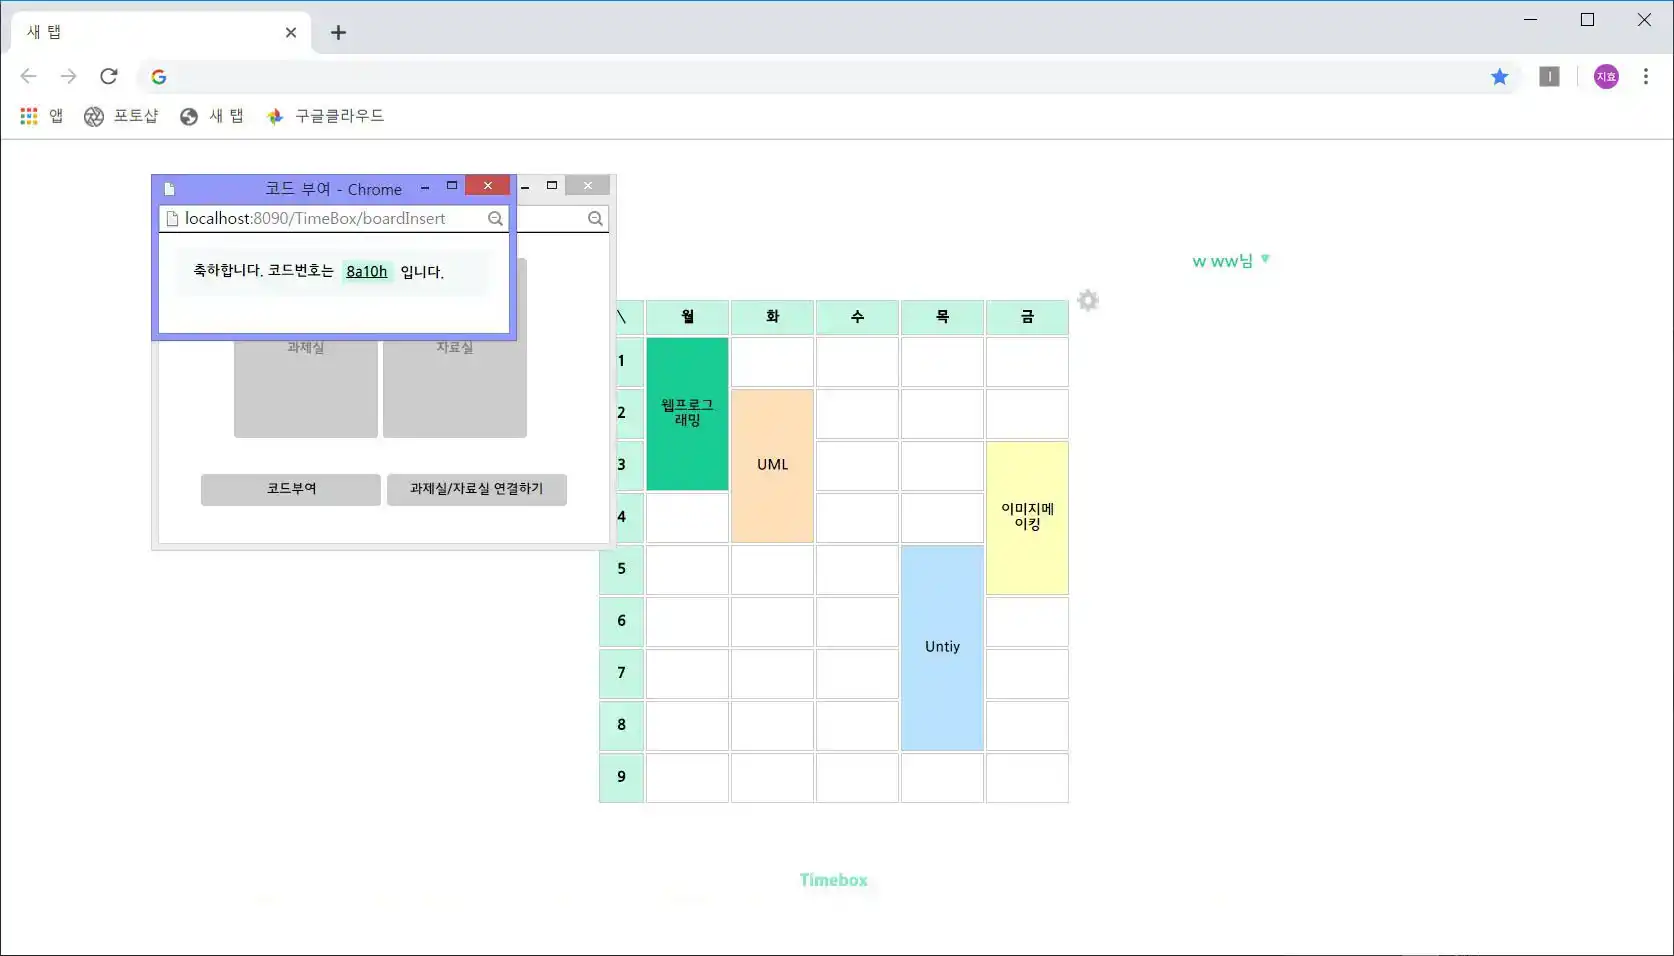 새 탭
지효
앱 포토샵 새 탭 구글클라우드
코드 부여 - Chrome
localhost:8090/TimeBox/boardInsert
축하합니다. 코드번호는 8a10h 입니다.
과제실 자료실
코드부여 과제실/자료실 연결하기
w ww님
\ 월 화 수 목 금
1
2
3
4
5
6
7
8
9
웹프로그
래밍
UML
이미지메
이킹
Untiy
Timebox